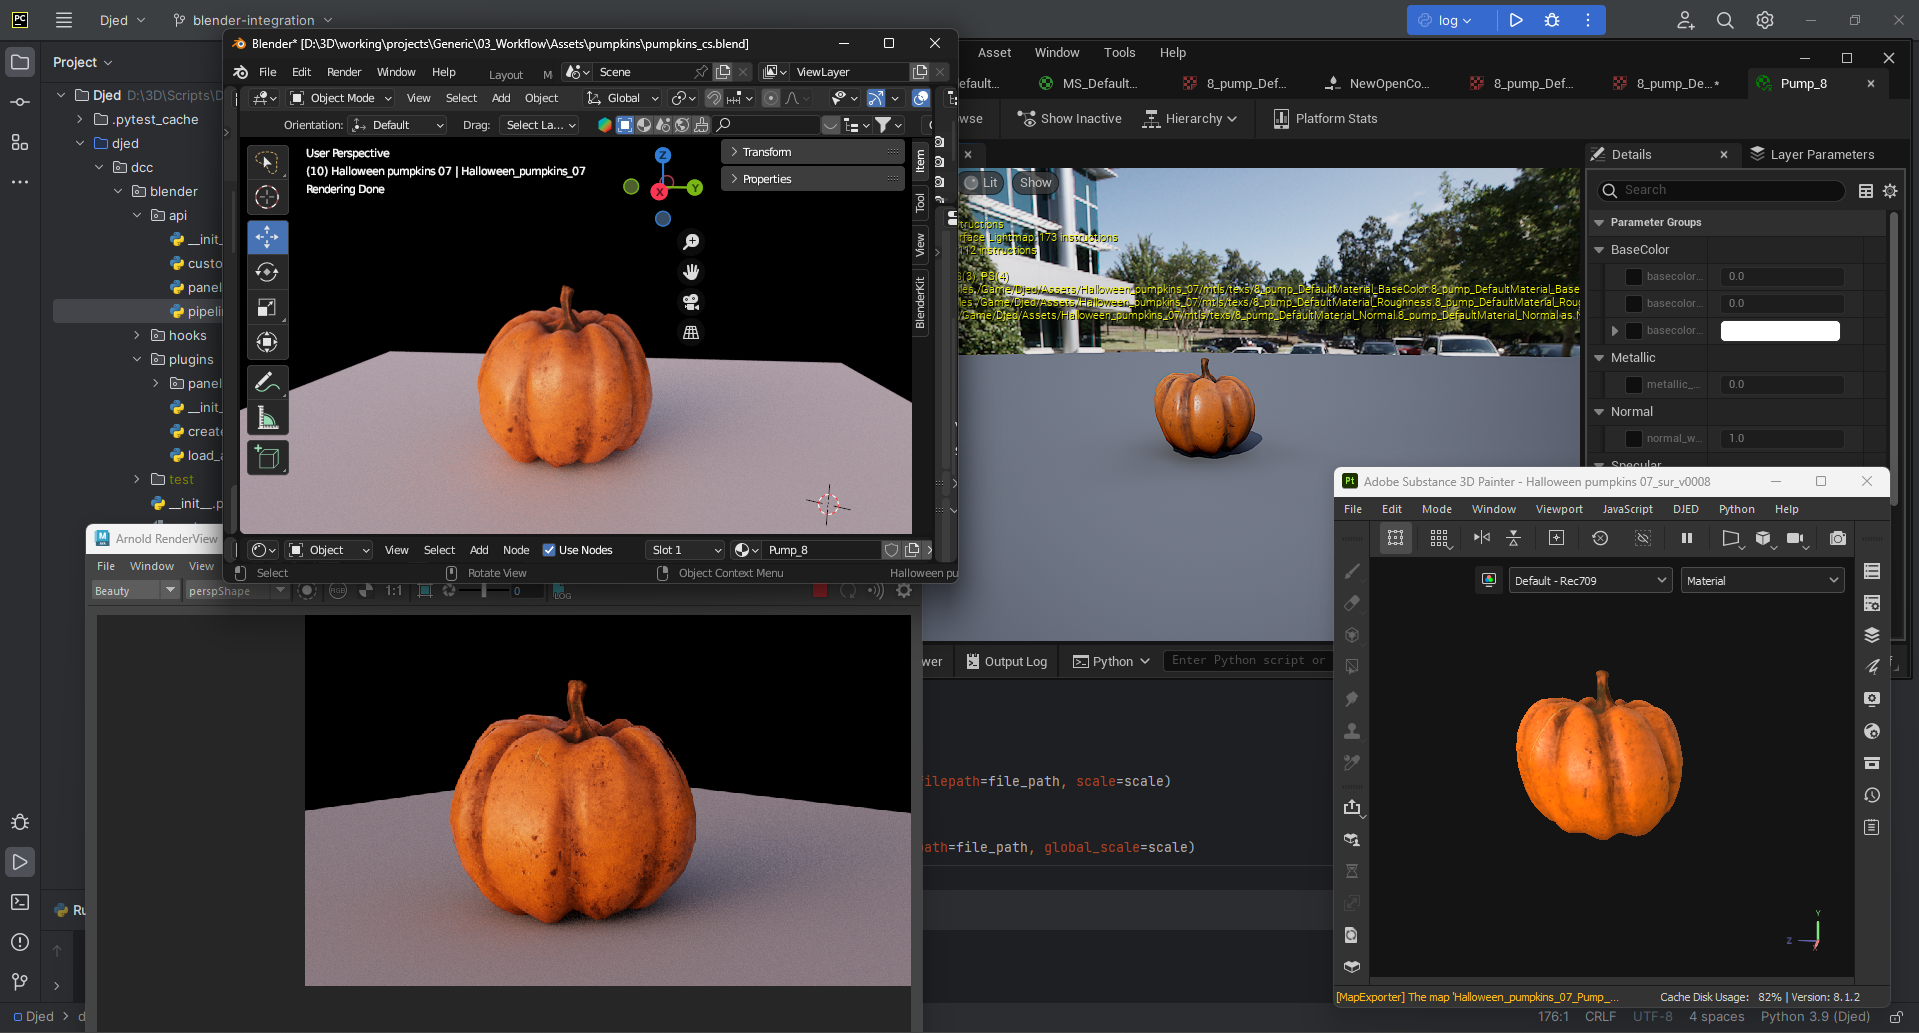 PC
Djed
blender-integration
log
Project
Djed D:\3D\Scripts\D
.pytest_cache
djed
dcc
blender
api
__init_
custo
panel
pipelin
hooks
plugins
panel
__init_
create
load_a
test
__init__.p
Ru
Djed
Blender* [D:\3D\working\projects\Generic\03_Workflow\Assets\pumpkins\pumpkins_cs.blend]
File Edit Render Window Help Layout M Scene ViewLayer
Object Mode View Select Add Object Global
Orientation: Default Drag: Select La...
User Perspective
(10) Halloween pumpkins 07 | Halloween_pumpkins_07
Rendering Done
Z
Y
X
Transform
Properties
Item
Tool
View
BlenderKit
Object View Select Add Node Use Nodes Slot 1 Pump_8
Select Rotate View Object Context Menu Halloween pu
Arnold RenderView
File Window View
Beauty perspShape 1:1 0
RGB
LOG
Asset Window Tools Help
efault... MS_Default... 8_pump_Def... NewOpenCo... 8_pump_Def... 8_pump_De...* Pump_8
wse Show Inactive Hierarchy Platform Stats
Lit Show
tructions
rface Lightmap: 173 instructions
112 instructions
S(3), PS(4)
les, /Game/Djed/Assets/Halloween_pumpkins_07/mtls/texs/8_pump_DefaultMaterial_BaseColor.8_pump_DefaultMaterial_Base
les, /Game/Djed/Assets/Halloween_pumpkins_07/mtls/texs/8_pump_DefaultMaterial_Roughness.8_pump_DefaultMaterial_Roug
/Game/Djed/Assets/Halloween_pumpkins_07/mtls/texs/8_pump_DefaultMaterial_Normal.8_pump_DefaultMaterial_Normal
Details Layer Parameters
Search
Parameter Groups
BaseColor
basecolor... 0.0
basecolor... 0.0
basecolor...
Metallic
metallic_... 0.0
Normal
normal_w... 1.0
Specular
wer Output Log Python Enter Python script or
filepath=file_path, scale=scale)
path=file_path, global_scale=scale)
Pt Adobe Substance 3D Painter - Halloween pumpkins 07_sur_v0008
File Edit Mode Window Viewport JavaScript DJED Python Help
Default - Rec709 Material
Y
Z
X
[MapExporter] The map 'Halloween_pumpkins_07_Pump_... Cache Disk Usage: 82% | Version: 8.1.2
176:1 CRLF UTF-8 4 spaces Python 3.9 (Djed)